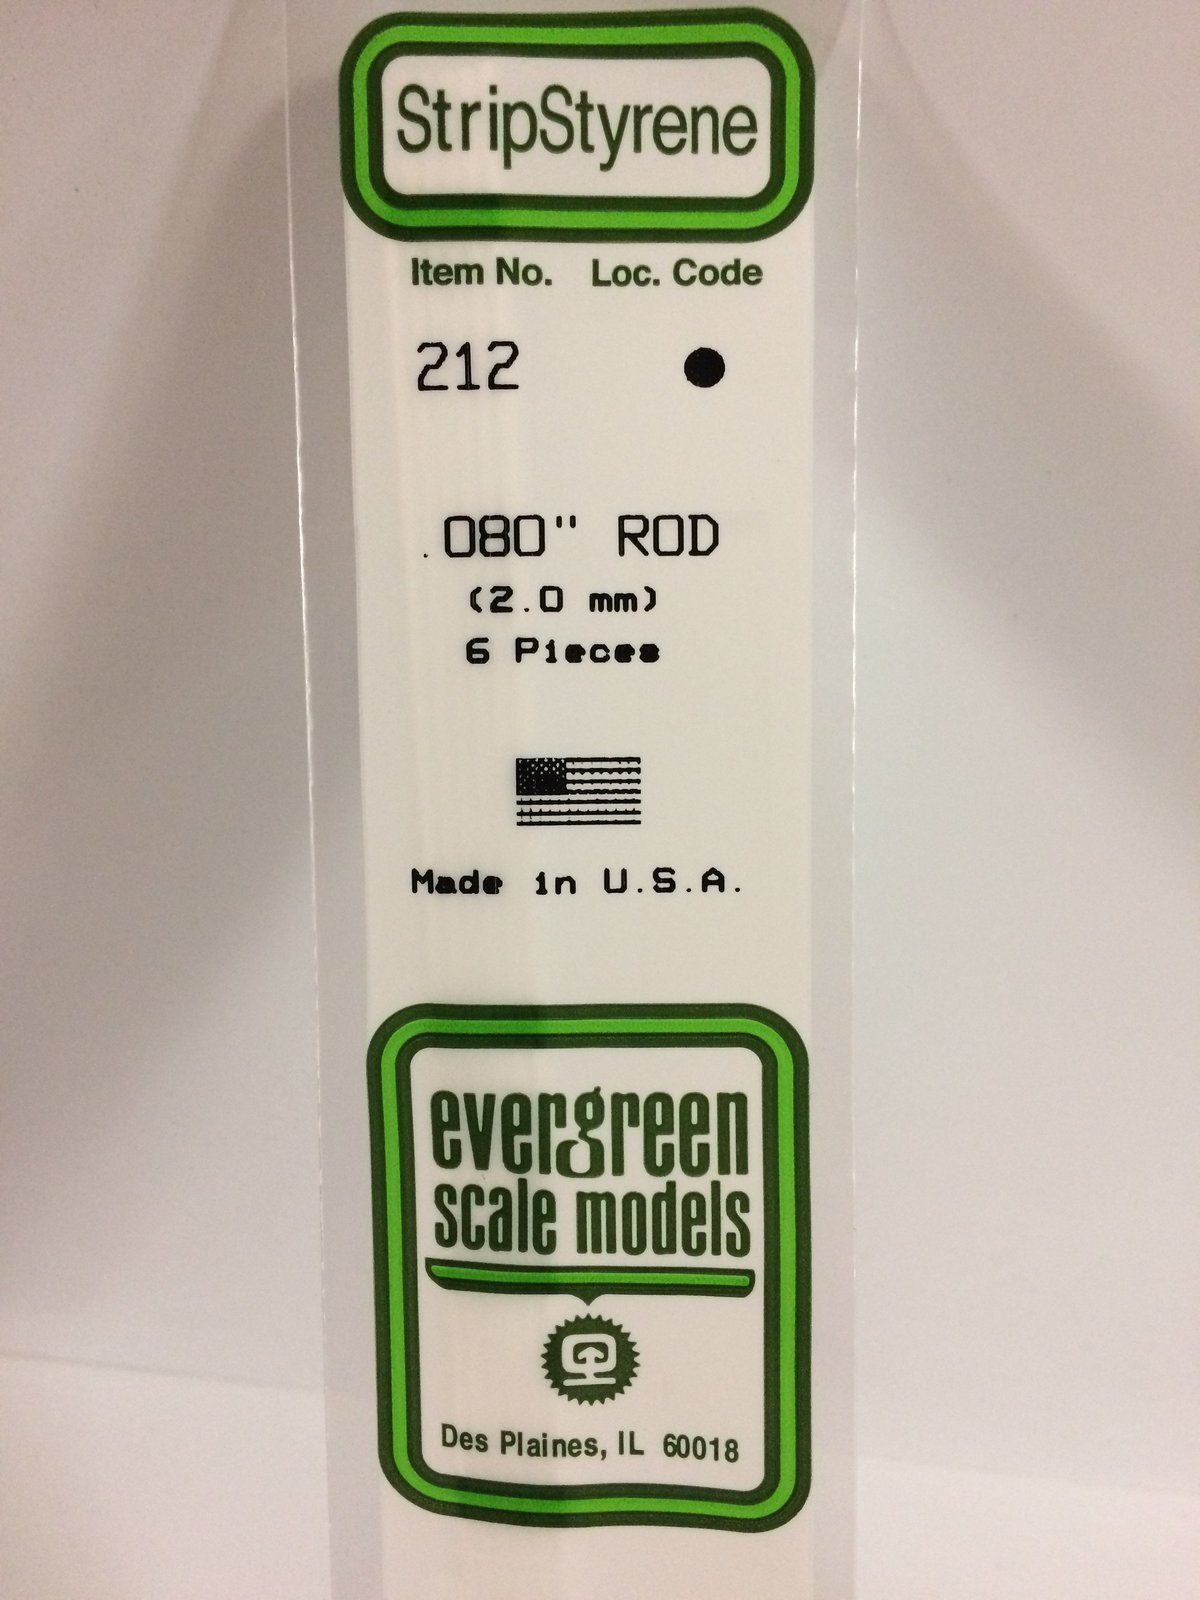 StripStyrene
Item No. Loc. Code
212
.080" ROD
(2.0 mm)
6 Pieces
Made in U.S.A.
evergreen
scale models
Des Plaines, IL 60018